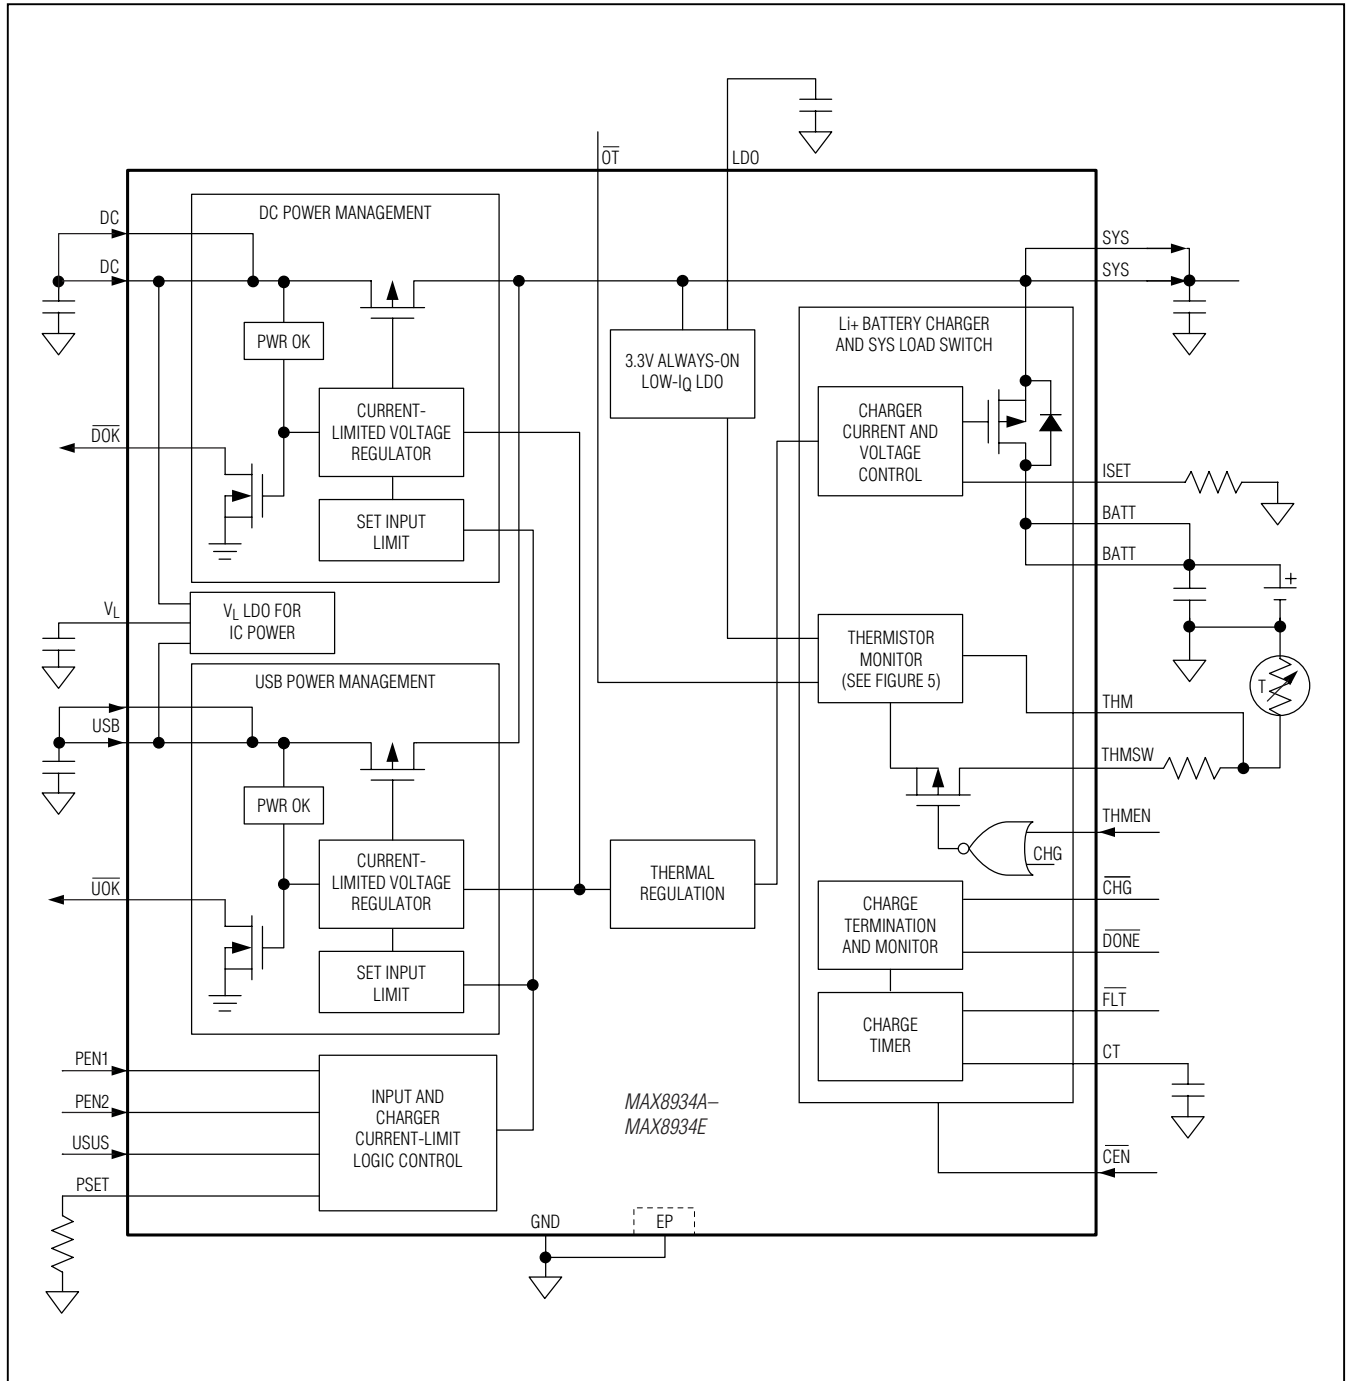 OT
LDO
DC POWER MANAGEMENT
DC
DC
PWR OK
CURRENT-
LIMITED VOLTAGE
REGULATOR
DOK
SET INPUT
LIMIT
VL
VL LDO FOR
IC POWER
USB POWER MANAGEMENT
USB
PWR OK
CURRENT-
LIMITED VOLTAGE
REGULATOR
UOK
SET INPUT
LIMIT
PEN1
PEN2
USUS
PSET
INPUT AND
CHARGER
CURRENT-LIMIT
LOGIC CONTROL
3.3V ALWAYS-ON
LOW-IQ LDO
THERMAL
REGULATION
MAX8934A–
MAX8934E
GND
EP
Li+ BATTERY CHARGER
AND SYS LOAD SWITCH
CHARGER
CURRENT AND
VOLTAGE
CONTROL
THERMISTOR
MONITOR
(SEE FIGURE 5)
CHG
CHARGE
TERMINATION
AND MONITOR
CHARGE
TIMER
SYS
SYS
ISET
BATT
BATT
+
T
THM
THMSW
THMEN
CHG
DONE
FLT
CT
CEN